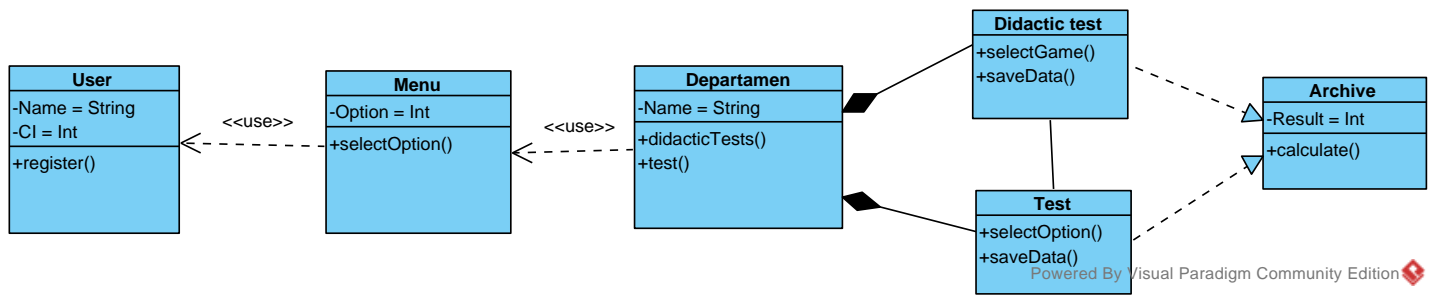 User
-Name = String
-CI = Int
+register()
<<use>>
Menu
-Option = Int
+selectOption()
<<use>>
Departamen
-Name = String
+didacticTests()
+test()
Didactic test
+selectGame()
+saveData()
Test
+selectOption()
+saveData()
Archive
-Result = Int
+calculate()
Powered By Visual Paradigm Community Edition